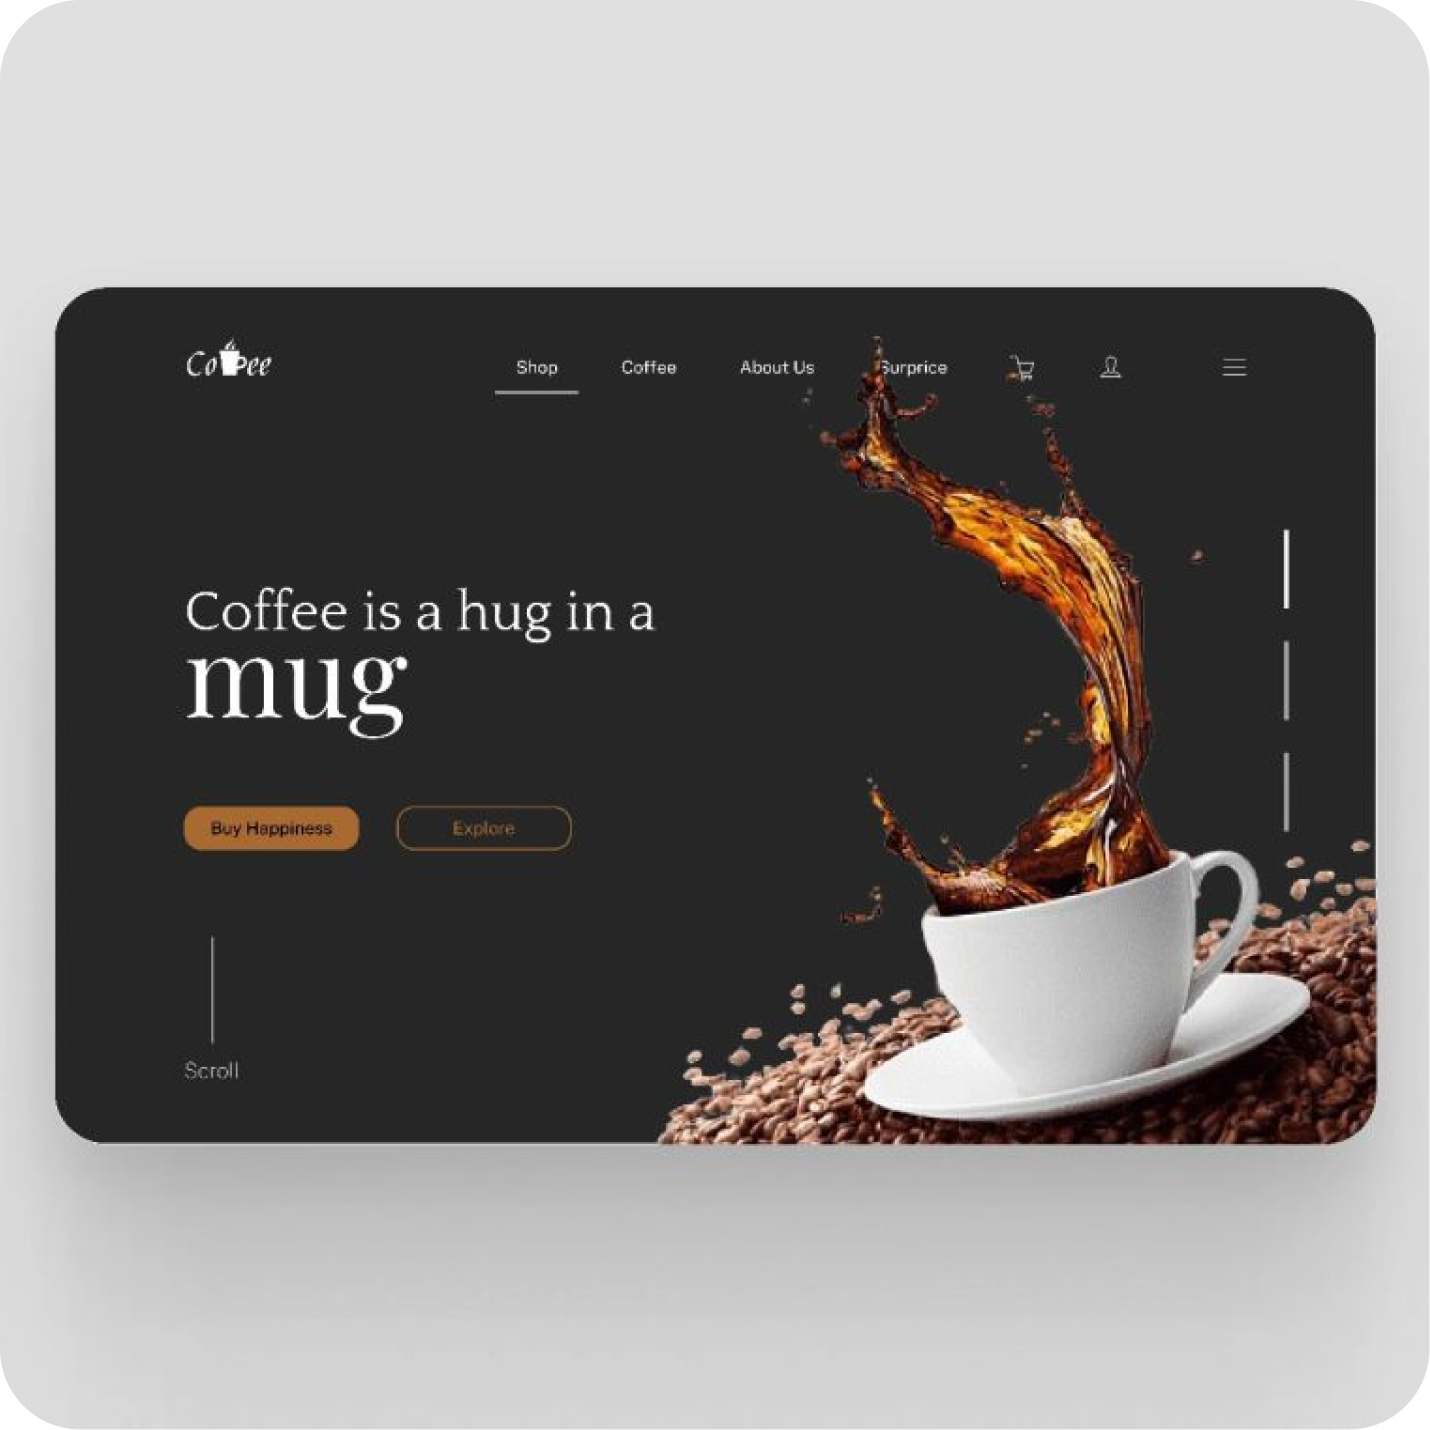 Coffee
Shop Coffee About Us Surprice
Coffee is a hug in a
mug
Buy Happiness Explore
Scroll